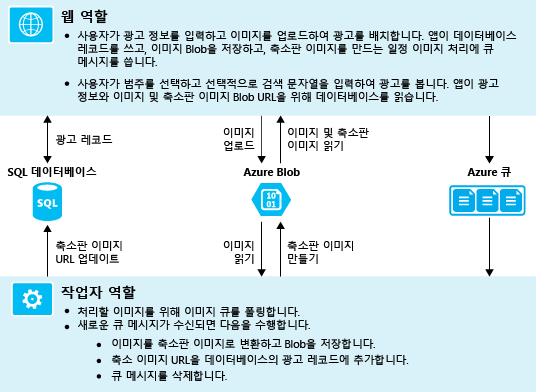 웹 역할
• 사용자가 광고 정보를 입력하고 이미지를 업로드하여 광고를 배치합니다. 앱이 데이터베이스
레코드를 쓰고, 이미지 Blob을 저장하고, 축소판 이미지를 만드는 일정 이미지 처리에 큐
메시지를 씁니다.
• 사용자가 범주를 선택하고 선택적으로 검색 문자열을 입력하여 광고를 봅니다. 앱이 광고
정보와 이미지 및 축소판 이미지 Blob URL을 위해 데이터베이스를 읽습니다.
광고 레코드
이미지
업로드
이미지 및 축소판
이미지 읽기
SQL 데이터베이스
Azure Blob
Azure 큐
SQL
10
01
축소판 이미지
URL 업데이트
이미지
읽기
축소판 이미지
만들기
작업자 역할
• 처리할 이미지를 위해 이미지 큐를 폴링합니다.
• 새로운 큐 메시지가 수신되면 다음을 수행합니다.
• 이미지를 축소판 이미지로 변환하고 Blob을 저장합니다.
• 축소 이미지 URL을 데이터베이스의 광고 레코드에 추가합니다.
• 큐 메시지를 삭제합니다.